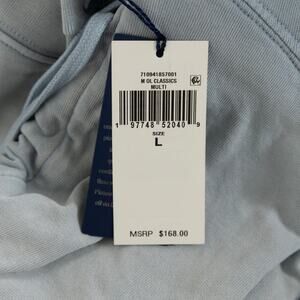 710941857001
M OL CLASSICS
MULTI
1 97748 52040 9
SIZE
L
MSRP $168.00